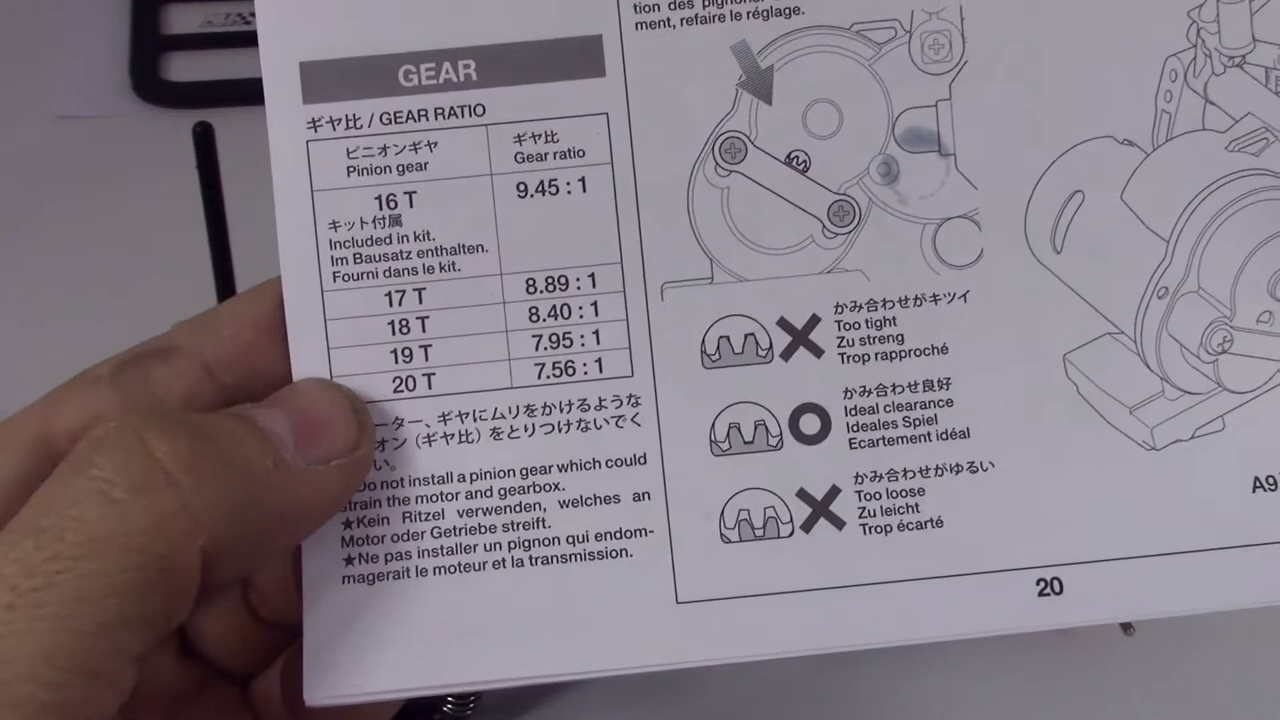 tion des
ment, refaire le réglage.
GEAR
ギヤ比 / GEAR RATIO
ピニオンギヤ
Pinion gear
ギヤ比
Gear ratio
16 T
9.45 : 1
キット付属
Included in kit.
Im Bausatz enthalten.
Fourni dans le kit.
17 T
8.89 : 1
18 T
8.40 : 1
19 T
7.95 : 1
20 T
7.56 : 1
ーター、ギヤにムリをかけるような
オン（ギヤ比）をとりつけないでく
い。
Do not install a pinion gear which could
strain the motor and gearbox.
★Kein Ritzel verwenden, welches an
Motor oder Getriebe streift.
★Ne pas installer un pignon qui endom-
magerait le moteur et la transmission.
かみ合わせがキツイ
Too tight
Zu streng
Trop rapproché
かみ合わせ良好
Ideal clearance
Ideales Spiel
Ecartement idéal
かみ合わせがゆるい
Too loose
Zu leicht
Trop écarté
20